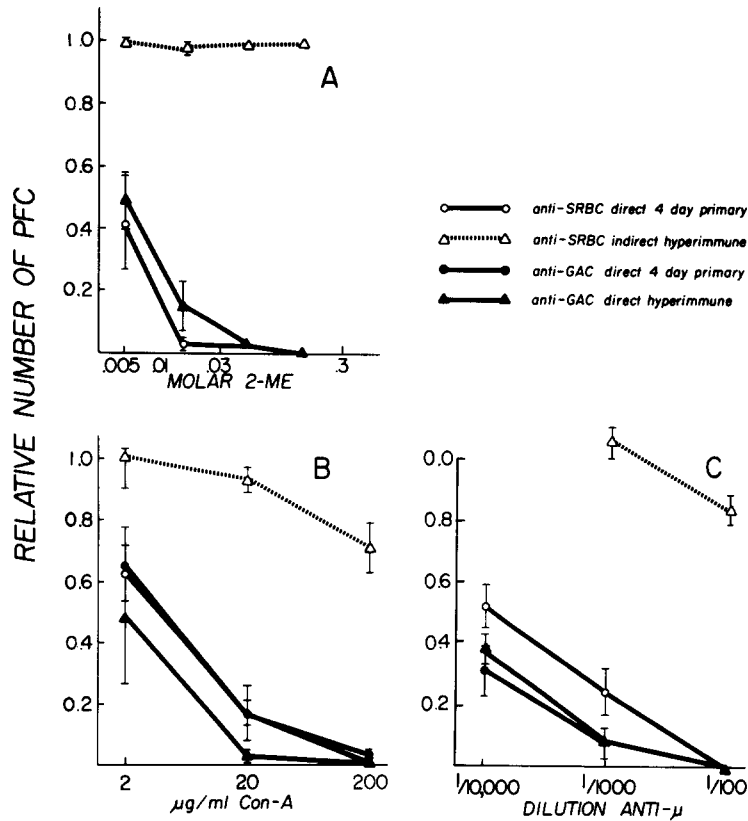 RELATIVE NUMBER OF PFC
1.0
0.8
0.6
0.4
0.2
A
.005 .01 .03 .3
MOLAR 2-ME
anti-SRBC direct 4 day primary
anti-SRBC indirect hyperimmune
anti-GAC direct 4 day primary
anti-GAC direct hyperimmune
1.0
0.8
0.6
0.4
0.2
B
2 20 200
µg/ml Con-A
0.0
0.8
0.6
0.4
0.2
C
1/10,000 1/1000 1/100
DILUTION ANTI-µ